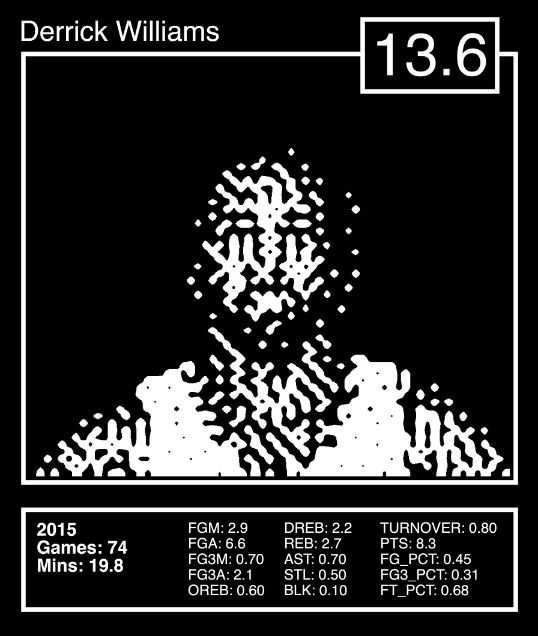 Derrick Williams
13.6
2015
Games: 74
Mins: 19.8
FGM: 2.9
FGA: 6.6
FG3M: 0.70
FG3A: 2.1
OREB: 0.60
DREB: 2.2
REB: 2.7
AST: 0.70
STL: 0.50
BLK: 0.10
TURNOVER: 0.80
PTS: 8.3
FG_PCT: 0.45
FG3_PCT: 0.31
FT_PCT: 0.68